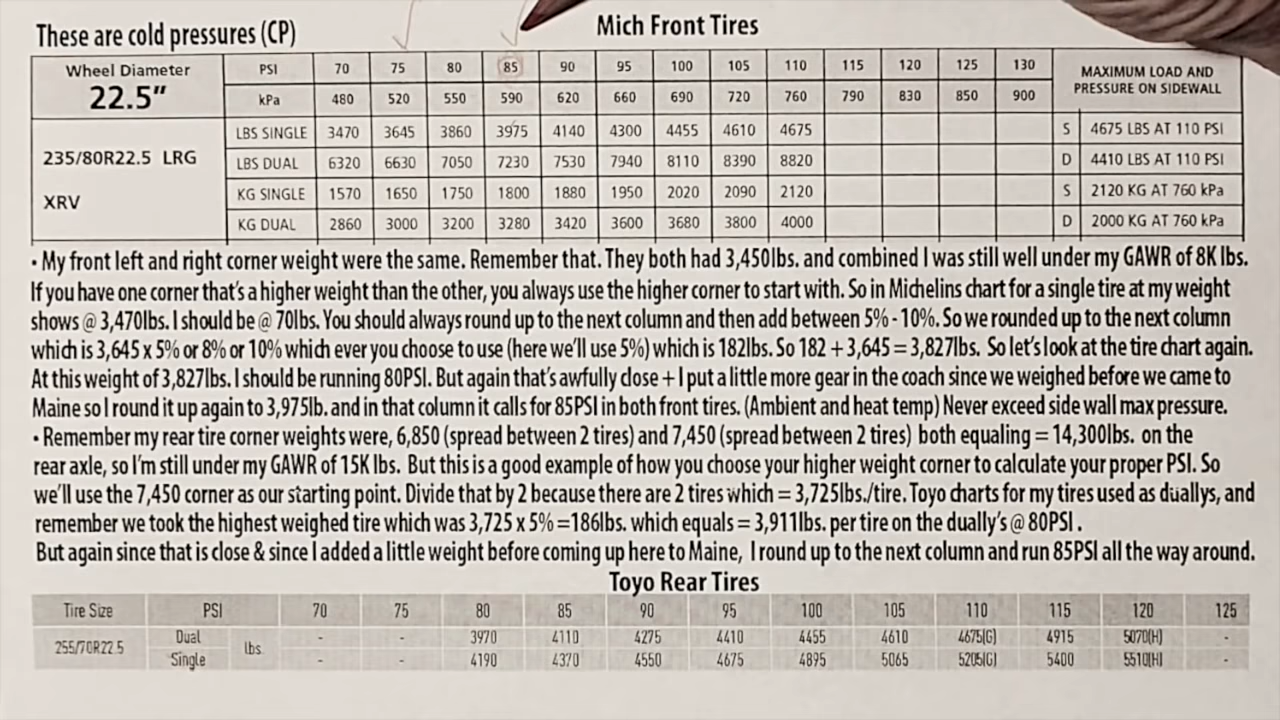 These are cold pressures (CP)
Mich Front Tires
Wheel Diameter 22.5" PSI 70 75 80 85 90 95 100 105 110 115 120 125 130 MAXIMUM LOAD AND PRESSURE ON SIDEWALL
kPa 480 520 550 590 620 660 690 720 760 790 830 850 900
235/80R22.5 LRG XRV LBS SINGLE 3470 3645 3860 3975 4140 4300 4455 4610 4675 S 4675 LBS AT 110 PSI
LBS DUAL 6320 6630 7050 7230 7530 7940 8110 8390 8820 D 4410 LBS AT 110 PSI
KG SINGLE 1570 1650 1750 1800 1880 1950 2020 2090 2120 S 2120 KG AT 760 kPa
KG DUAL 2860 3000 3200 3280 3420 3600 3680 3800 4000 D 2000 KG AT 760 kPa
• My front left and right corner weight were the same. Remember that. They both had 3,450lbs. and combined I was still well under my GAWR of 8K lbs.
If you have one corner that's a higher weight than the other, you always use the higher corner to start with. So in Michelins chart for a single tire at my weight
shows @ 3,470lbs. I should be @ 70lbs. You should always round up to the next column and then add between 5% - 10%. So we rounded up to the next column
which is 3,645 x 5% or 8% or 10% which ever you choose to use (here we'll use 5%) which is 182lbs. So 182 + 3,645 = 3,827lbs. So let's look at the tire chart again.
At this weight of 3,827lbs. I should be running 80PSI. But again that's awfully close + I put a little more gear in the coach since we weighed before we came to
Maine so I round it up again to 3,975lb. and in that column it calls for 85PSI in both front tires. (Ambient and heat temp) Never exceed side wall max pressure.
• Remember my rear tire corner weights were, 6,850 (spread between 2 tires) and 7,450 (spread between 2 tires) both equaling = 14,300lbs. on the
rear axle, so I'm still under my GAWR of 15K lbs. But this is a good example of how you choose your higher weight corner to calculate your proper PSI. So
we'll use the 7,450 corner as our starting point. Divide that by 2 because there are 2 tires which = 3,725lbs./tire. Toyo charts for my tires used as duallys, and
remember we took the highest weighed tire which was 3,725 x 5% =186lbs. which equals = 3,911lbs. per tire on the dually's @ 80PSI .
But again since that is close & since I added a little weight before coming up here to Maine, I round up to the next column and run 85PSI all the way around.
Toyo Rear Tires
Tire Size PSI 70 75 80 85 90 95 100 105 110 115 120 125
255/70R22.5 Dual lbs. - - 3970 4110 4275 4410 4455 4610 4675(G) 4915 5070(H) -
Single - - 4190 4370 4550 4675 4895 5065 5205(G) 5400 5510(H) -